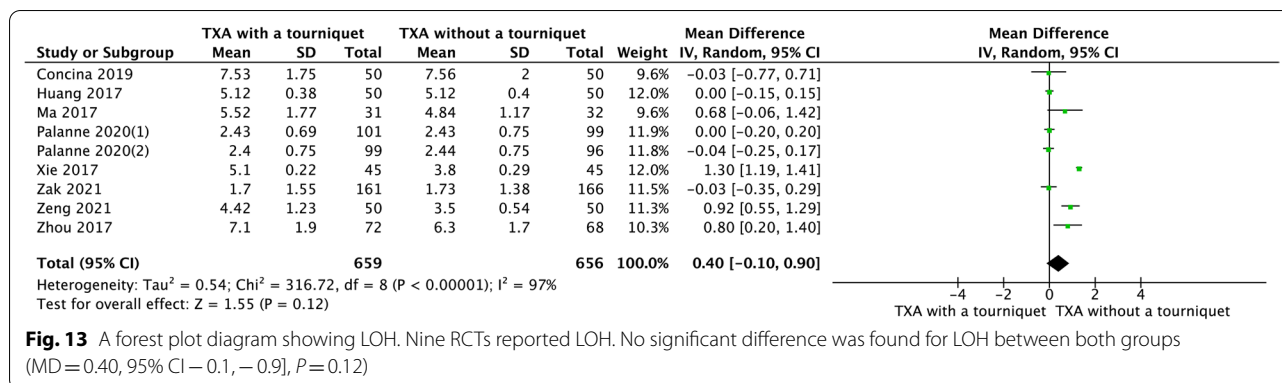 TXA with a tourniquet TXA without a tourniquet Mean Difference Mean Difference
Study or Subgroup Mean SD Total Mean SD Total Weight IV, Random, 95% CI IV, Random, 95% CI
Concina 2019 7.53 1.75 50 7.56 2 50 9.6% −0.03 [−0.77, 0.71]
Huang 2017 5.12 0.38 50 5.12 0.4 50 12.0% 0.00 [−0.15, 0.15]
Ma 2017 5.52 1.77 31 4.84 1.17 32 9.6% 0.68 [−0.06, 1.42]
Palanne 2020(1) 2.43 0.69 101 2.43 0.75 99 11.9% 0.00 [−0.20, 0.20]
Palanne 2020(2) 2.4 0.75 99 2.44 0.75 96 11.8% −0.04 [−0.25, 0.17]
Xie 2017 5.1 0.22 45 3.8 0.29 45 12.0% 1.30 [1.19, 1.41]
Zak 2021 1.7 1.55 161 1.73 1.38 166 11.5% −0.03 [−0.35, 0.29]
Zeng 2021 4.42 1.23 50 3.5 0.54 50 11.3% 0.92 [0.55, 1.29]
Zhou 2017 7.1 1.9 72 6.3 1.7 68 10.3% 0.80 [0.20, 1.40]
Total (95% CI) 659 656 100.0% 0.40 [−0.10, 0.90]
Heterogeneity: Tau² = 0.54; Chi² = 316.72, df = 8 (P < 0.00001); I² = 97%
Test for overall effect: Z = 1.55 (P = 0.12)
−4 −2 0 2 4
TXA with a tourniquet TXA without a tourniquet
Fig. 13 A forest plot diagram showing LOH. Nine RCTs reported LOH. No significant difference was found for LOH between both groups
(MD = 0.40, 95% CI − 0.1, − 0.9], P = 0.12)